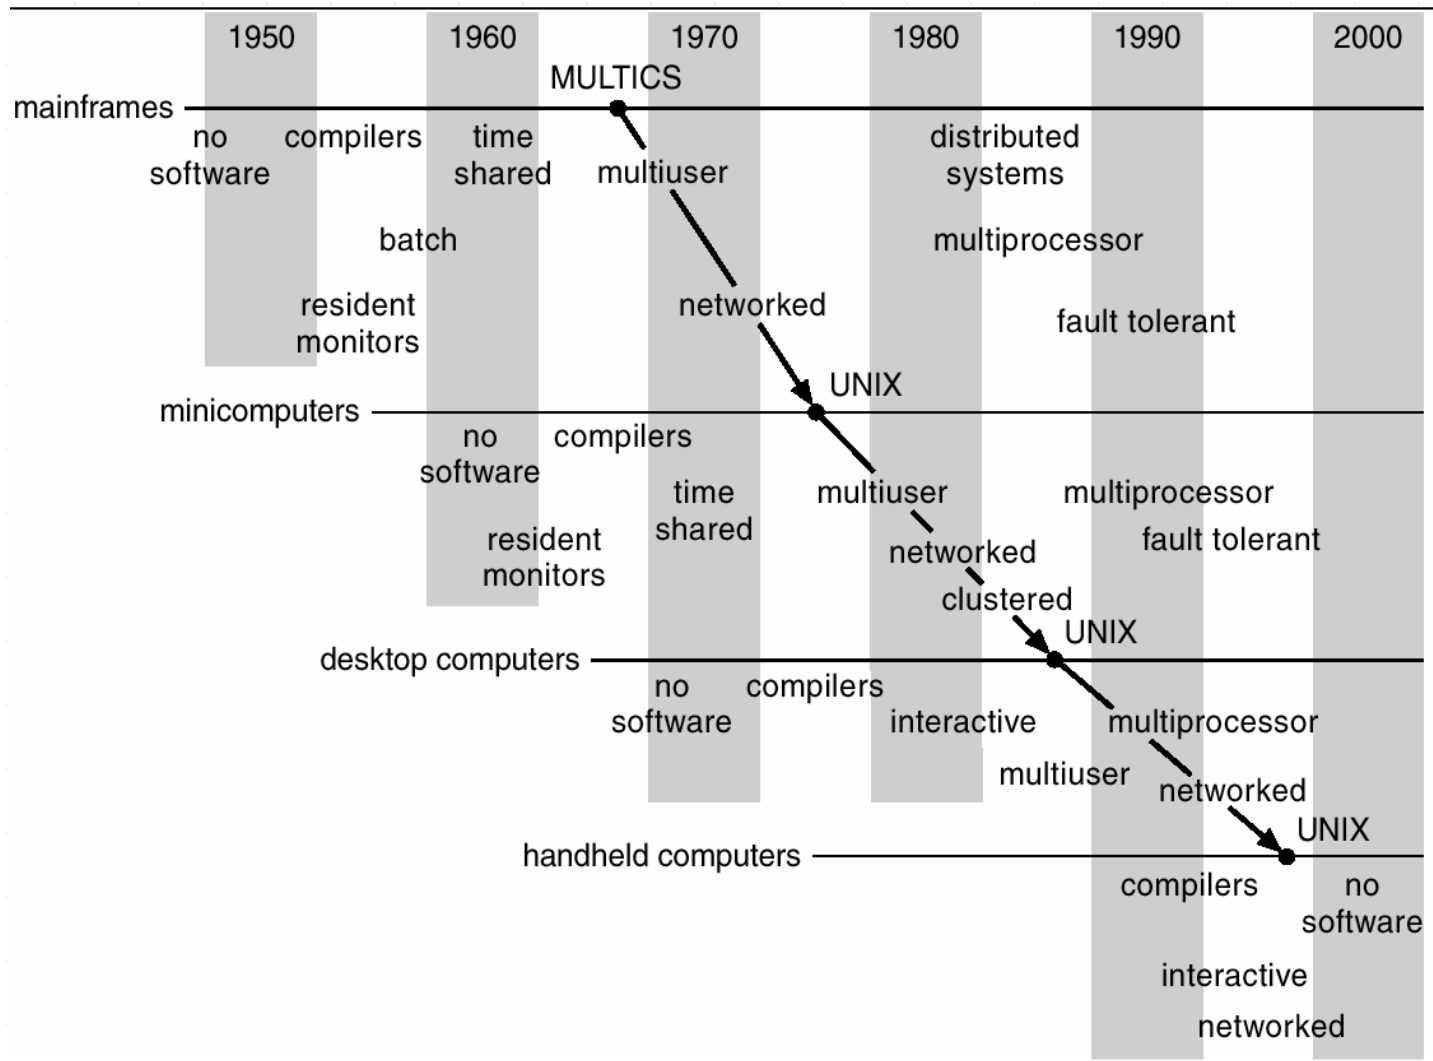 1950 1960 1970 1980 1990 2000
MULTICS
mainframes
no compilers time distributed
software shared multiuser systems
batch multiprocessor
resident networked
monitors fault tolerant
UNIX
minicomputers
no compilers
software
time multiuser multiprocessor
shared
resident networked fault tolerant
monitors
clustered
UNIX
desktop computers
no compilers
software interactive multiprocessor
multiuser
networked
UNIX
handheld computers
compilers no
software
interactive
networked